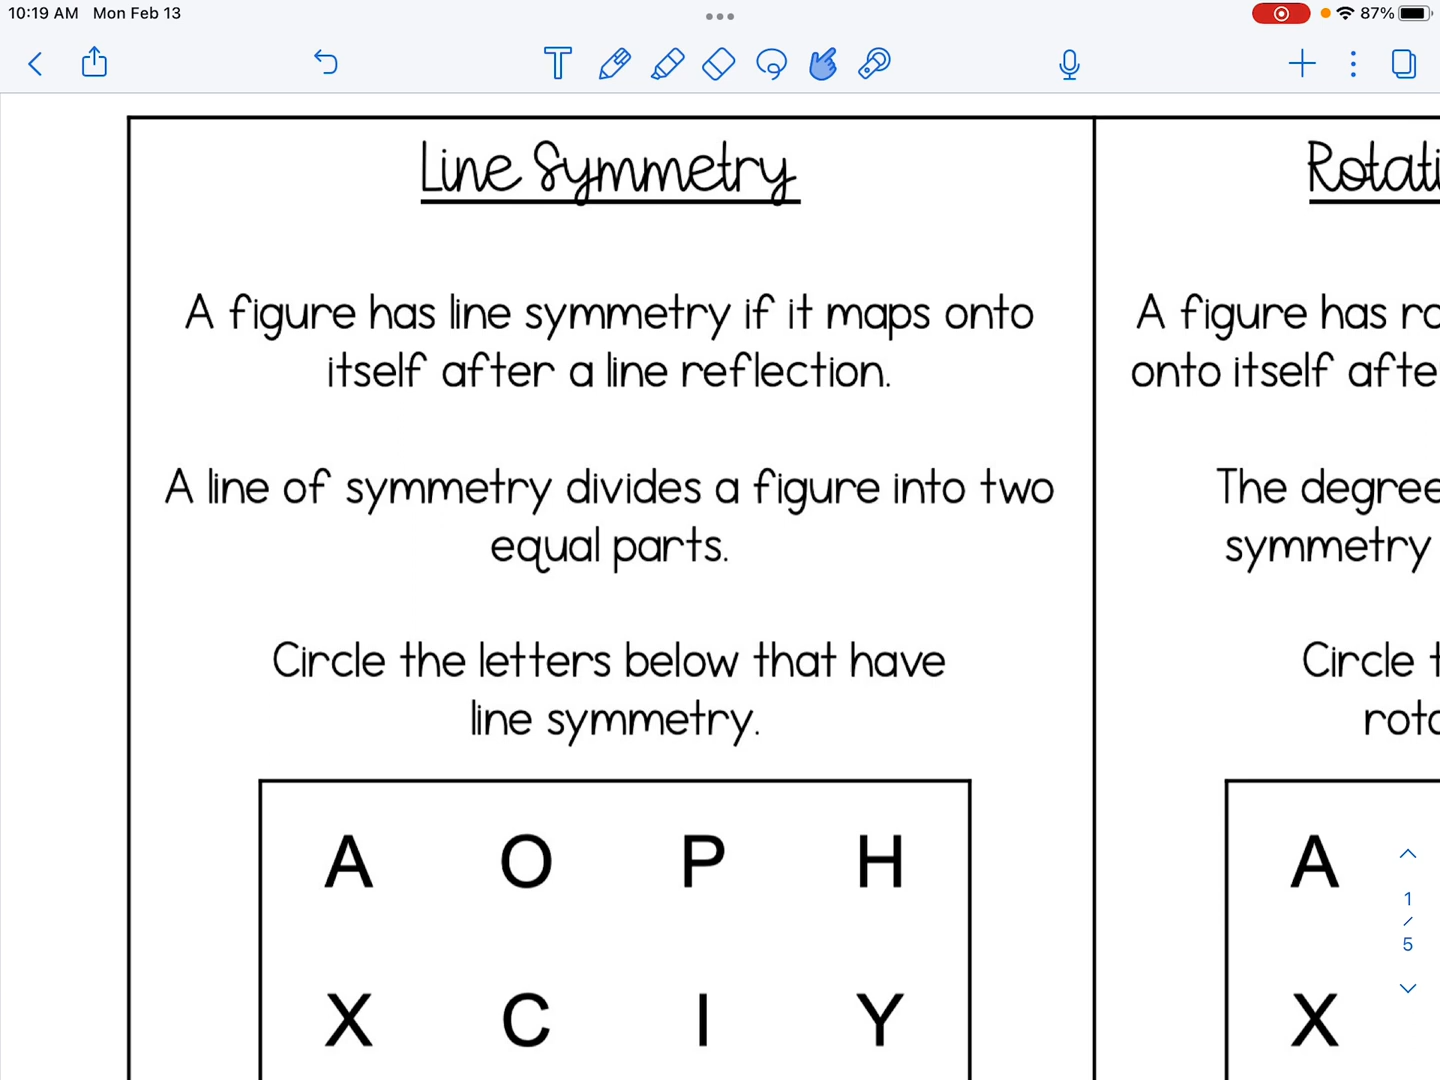 10:19 AM Mon Feb 13
87%
T
Line Symmetry
A figure has line symmetry if it maps onto
itself after a line reflection.
A line of symmetry divides a figure into two
equal parts.
Circle the letters below that have
line symmetry.
A O P H
X C I Y
Rotati
A figure has ro
onto itself afte
The degree
symmetry
Circle t
roto
A
X
1
/
5